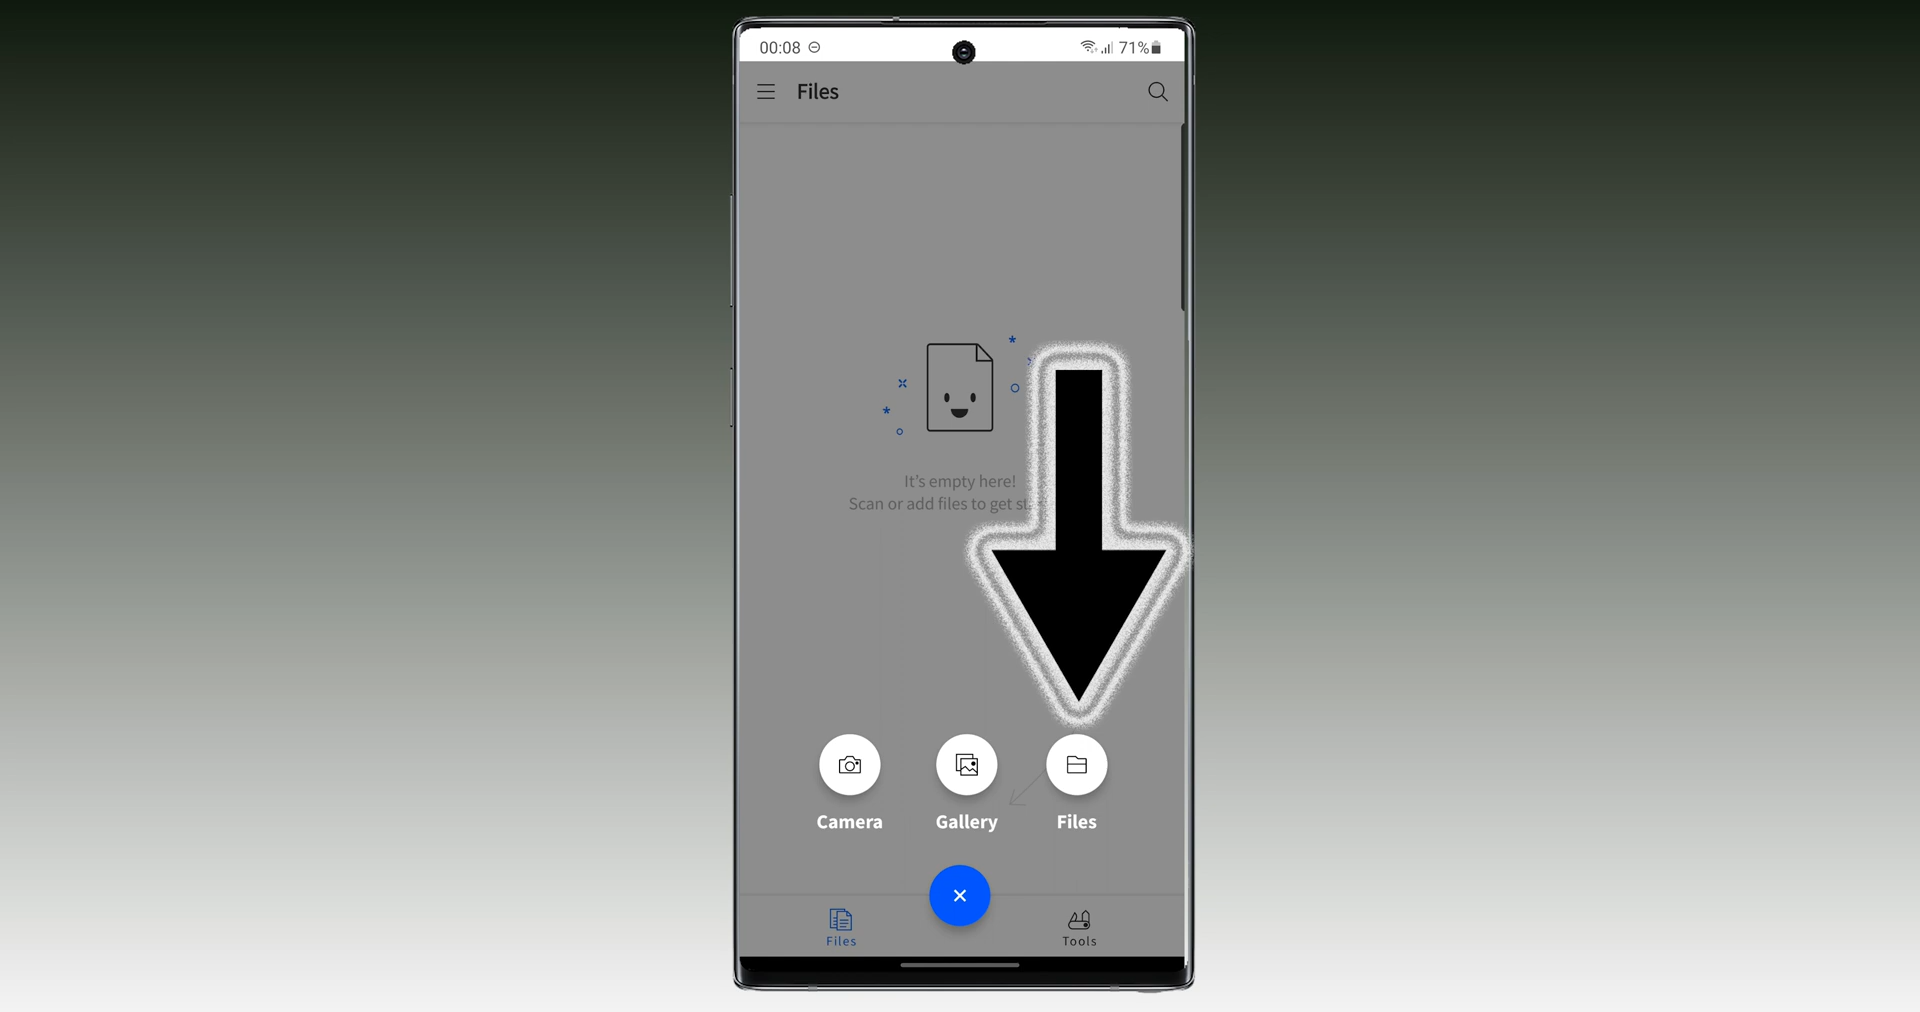 00:08 71%
Files
It's empty here!
Scan or add files to get st
Camera Gallery Files
Files Tools